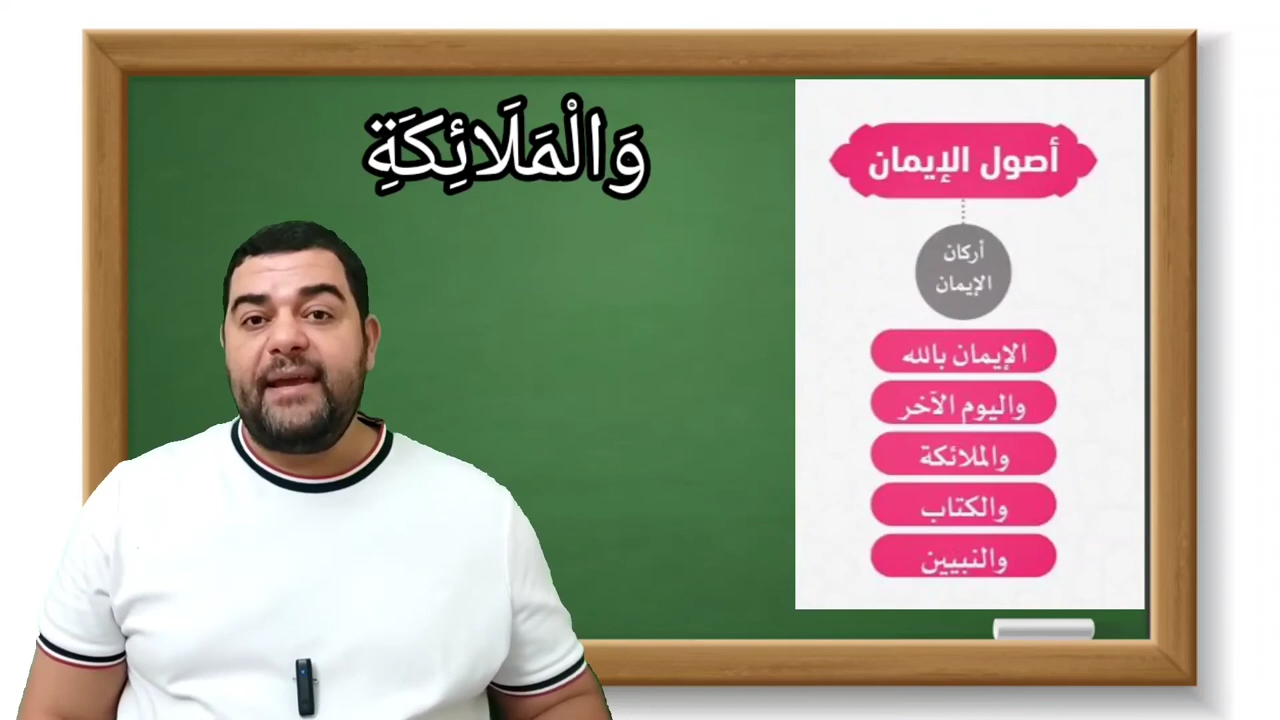 وَالْمَلَائِكَةِ
أصول الإيمان
أركان
الإيمان
الإيمان بالله
واليوم الآخر
والملائكة
والكتاب
والنبيين